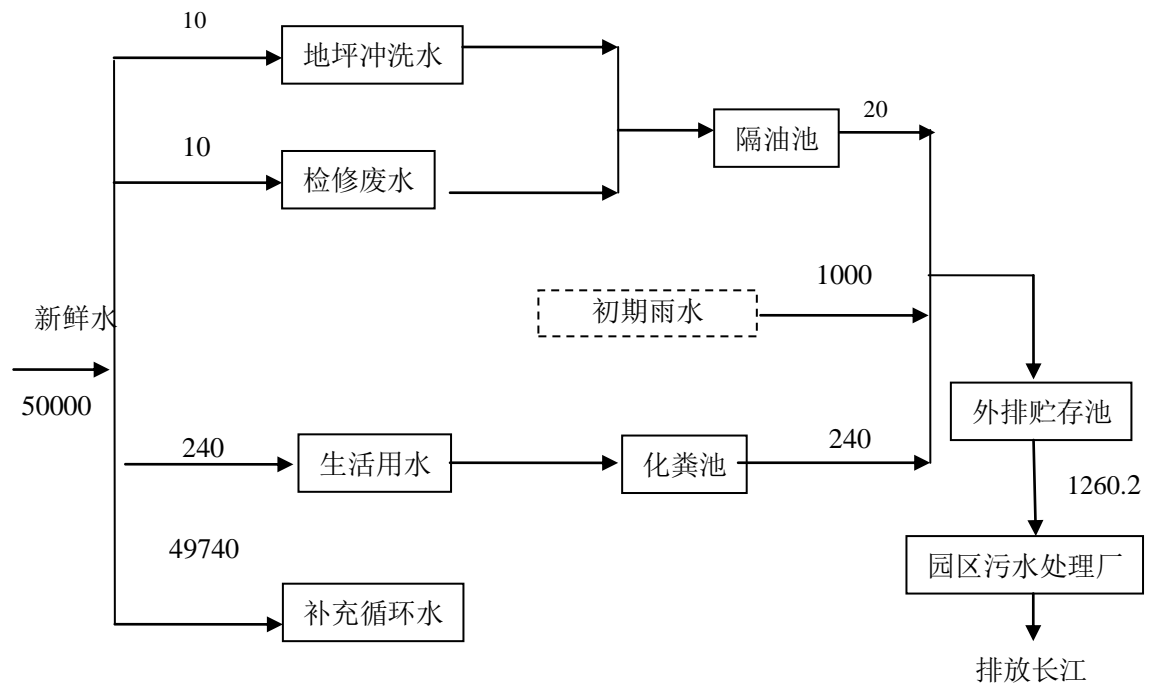 10
地坪冲洗水
20
隔油池
10
检修废水
1000
初期雨水
新鲜水
50000
外排贮存池
240
生活用水
化粪池
240
1260.2
49740
园区污水处理厂
补充循环水
排放长江